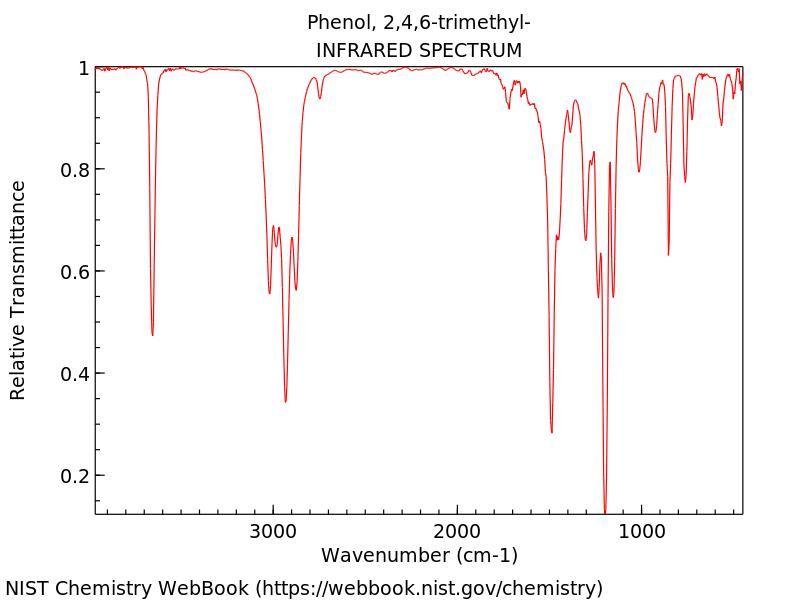 Phenol, 2,4,6-trimethyl-
INFRARED SPECTRUM
1
0.8
0.6
0.4
0.2
Relative Transmittance
3000 2000 1000
Wavenumber (cm-1)
NIST Chemistry WebBook (https://webbook.nist.gov/chemistry)